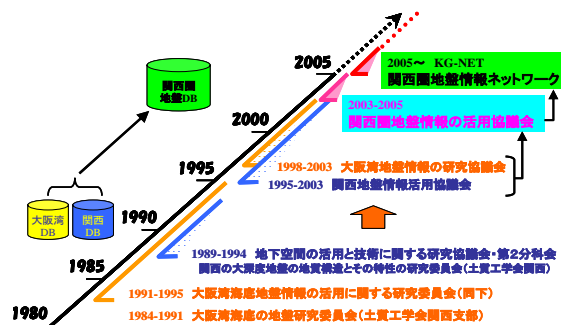 2005
2005～ KG-NET
関西圏地盤情報ネットワーク
関西圏
地盤DB
2003-2005
関西圏地盤情報の活用協議会
2000
1998-2003 大阪湾地盤情報の研究協議会
1995
1995-2003 関西地盤情報活用協議会
大阪湾
DB
関西
DB
1990
1989-1994 地下空間の活用と技術に関する研究協議会・第2分科会
関西の大深度地盤の地質構造とその特性の研究委員会（土質工学会関西）
1985
1991-1995 大阪湾海底地盤情報の活用に関する研究委員会（同下）
1984-1991 大阪湾海底の地盤研究委員会（土質工学会関西支部）
1980